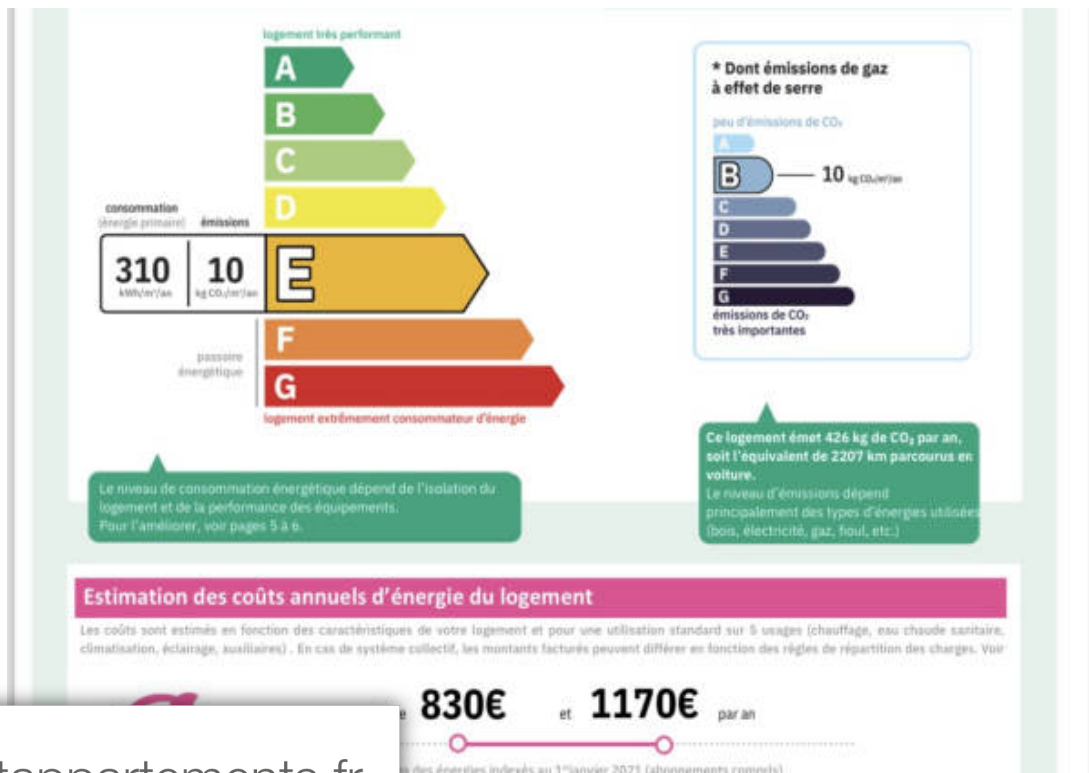 logement très performant
A
B
C
D
consommation
(énergie primaire)
émissions
310
kWh/m²/an
10
kg CO₂/m²/an
E
F
G
passoire
énergétique
logement extrêmement consommateur d'énergie
* Dont émissions de gaz
à effet de serre
peu d'émissions de CO₂
A
B
10 kg CO₂/m²/an
C
D
E
F
G
émissions de CO₂
très importantes
Le niveau de consommation énergétique dépend de l'isolation du
logement et de la performance des équipements.
Pour l'améliorer, voir pages 5 à 6.
Ce logement émet 426 kg de CO₂ par an,
soit l'équivalent de 2207 km parcourus en
voiture.
Le niveau d'émissions dépend
principalement des types d'énergies utilisées
(bois, électricité, gaz, fioul, etc.)
Estimation des coûts annuels d'énergie du logement
Les coûts sont estimés en fonction des caractéristiques de votre logement et pour une utilisation standard sur 5 usages (chauffage, eau chaude sanitaire,
climatisation, éclairage, auxiliaires) . En cas de système collectif, les montants facturés peuvent différer en fonction des règles de répartition des charges. Voir
830€ et 1170€ par an
des énergies indexés au 1er janvier 2021 (abonnements compris)
tappartements.fr